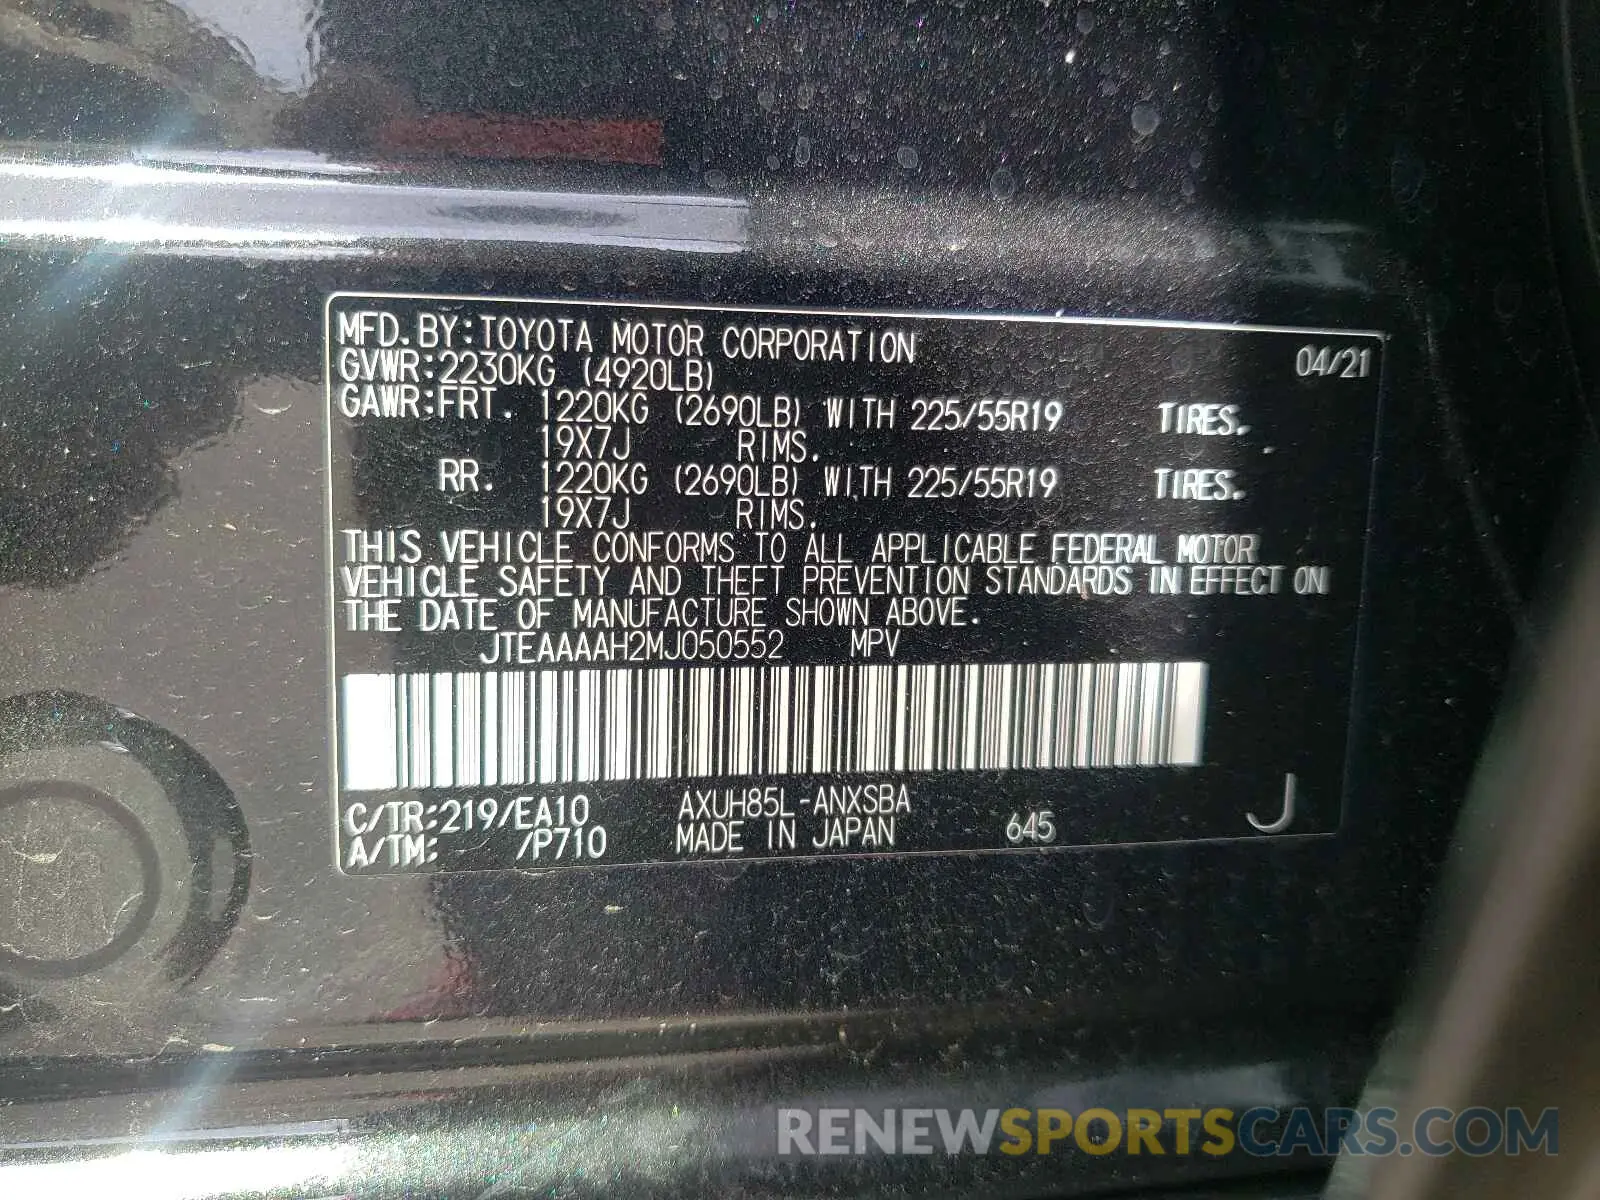 MFD.BY:TOYOTA MOTOR CORPORATION 04/21
GVWR:2230KG (4920LB)
GAWR:FRT. 1220KG (2690LB) WITH 225/55R19 TIRES.
19X7J RIMS.
RR. 1220KG (2690LB) WITH 225/55R19 TIRES.
19X7J RIMS.
THIS VEHICLE CONFORMS TO ALL APPLICABLE FEDERAL MOTOR
VEHICLE SAFETY AND THEFT PREVENTION STANDARDS IN EFFECT ON
THE DATE OF MANUFACTURE SHOWN ABOVE.
JTEAAAAH2MJ050552 MPV
C/TR:219/EA10 AXUH85L-ANXSBA
A/TM: /P710 MADE IN JAPAN 645 J
RENEWSPORTSCARS.COM